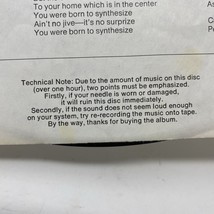 To your home which is in the center
You were born to synthesize
Ain't no jive—it's no surprize
You were born to synthesize
Technical Note: Due to the amount of music on this disc
(over one hour), two points must be emphasized.
Firstly, if your needle is worn or damaged,
it will ruin this disc immediately.
Secondly, if the sound does not seem loud enough
on your system, try re-recording the music onto tape.
By the way, thanks for buying the album.